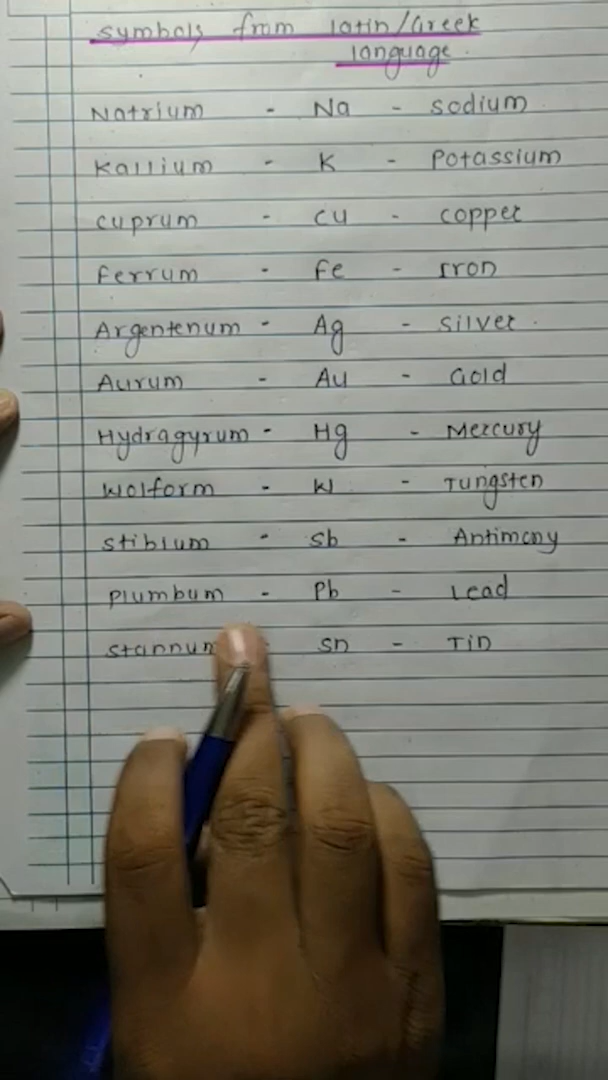 symbols from latin/Greek
language.
Natrium - Na - sodium
Kallium - K - Potassium
cuprum - Cu - copper
Ferrum - Fe - Iron
Argentenum - Ag - silver.
Aurum - Au - Gold
Hydragyrum - Hg - Mercury
Wolform - W - Tungsten
stibium - Sb - Antimony
Plumbum - Pb - Lead
stannum - Sn - Tin